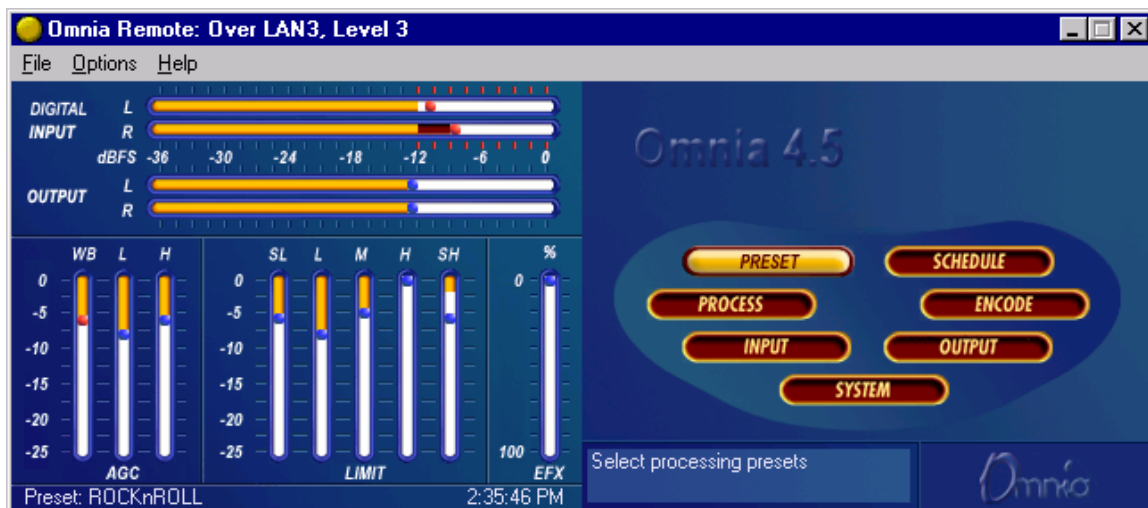 Omnia Remote: Over LAN3, Level 3
File Options Help
DIGITAL INPUT
L
R
dBFS -36 -30 -24 -18 -12 -6 0
OUTPUT
L
R
WB L H
0
-5
-10
-15
-20
-25
AGC
SL L M H SH
0
-5
-10
-15
-20
-25
LIMIT
%
0
100
EFX
Preset: ROCKnROLL 2:35:46 PM
Omnia 4.5
PRESET SCHEDULE
PROCESS ENCODE
INPUT OUTPUT
SYSTEM
Select processing presets
Omnia